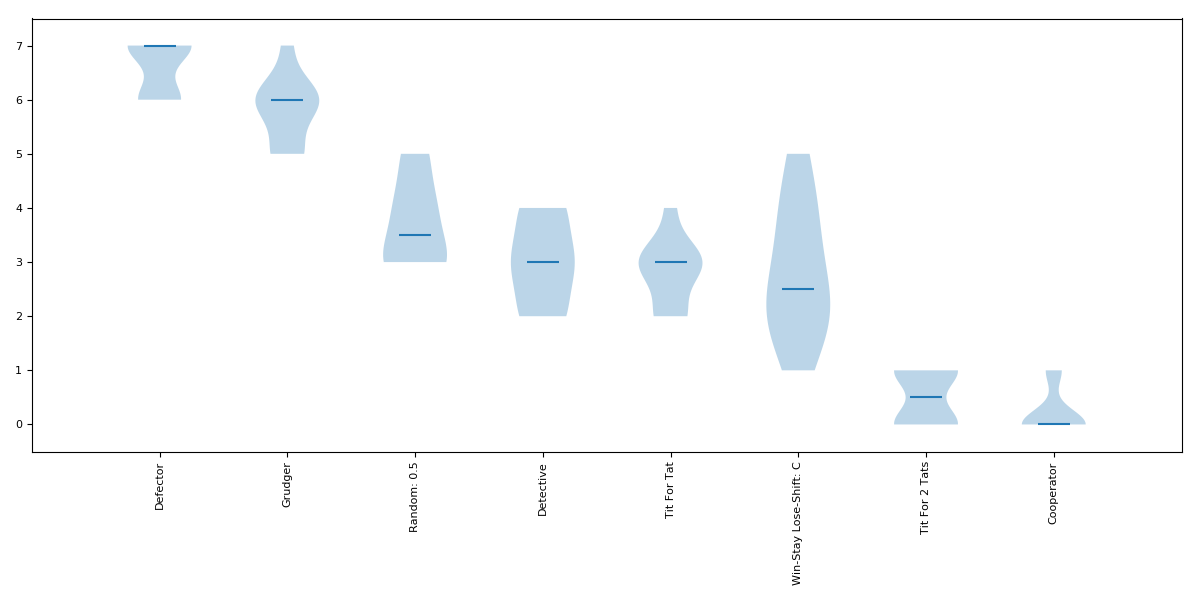 7
6
5
4
3
2
1
0
Defector
Grudger
Random: 0.5
Detective
Tit For Tat
Win-Stay Lose-Shift: C
Tit For 2 Tats
Cooperator